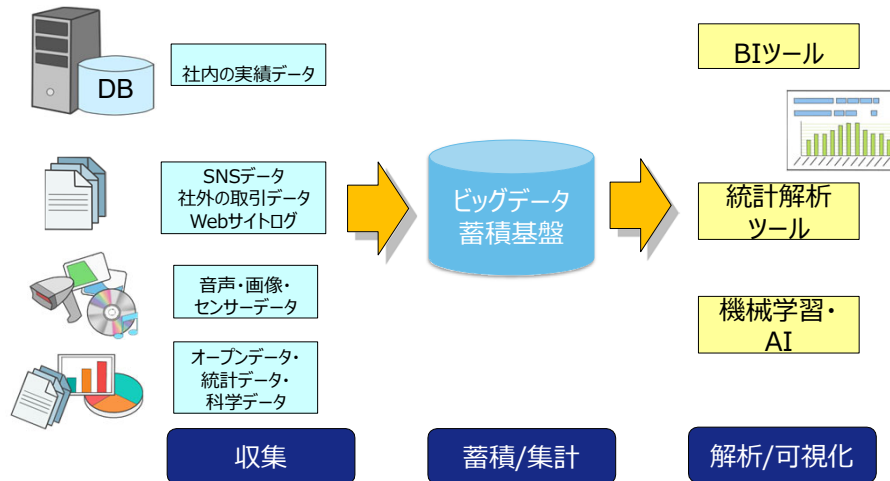 DB
社内の実績データ
SNSデータ
社外の取引データ
Webサイトログ
音声・画像・
センサーデータ
オープンデータ・
統計データ・
科学データ
収集
ビッグデータ
蓄積基盤
蓄積/集計
BIツール
統計解析
ツール
機械学習・
AI
解析/可視化